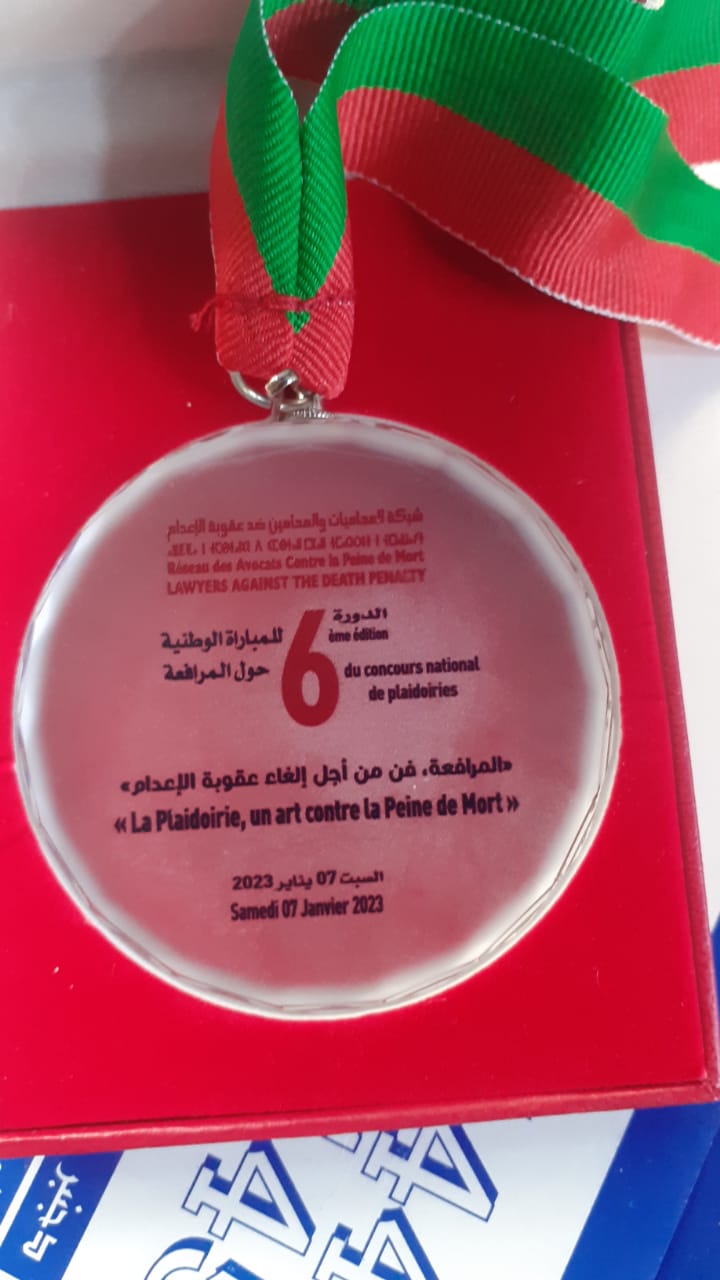 شبكة المحاميات والمحامين ضد عقوبة الإعدام
Réseau des Avocats Contre la Peine de Mort
LAWYERS AGAINST THE DEATH PENALTY
الدورة
للمباراة الوطنية
6
ème édition
حول المرافعة
du concours national
de plaidoiries
«المرافعة، فن من أجل إلغاء عقوبة الإعدام»
« La Plaidoirie, un art contre la Peine de Mort »
السبت 07 يناير 2023
Samedi 07 Janvier 2023